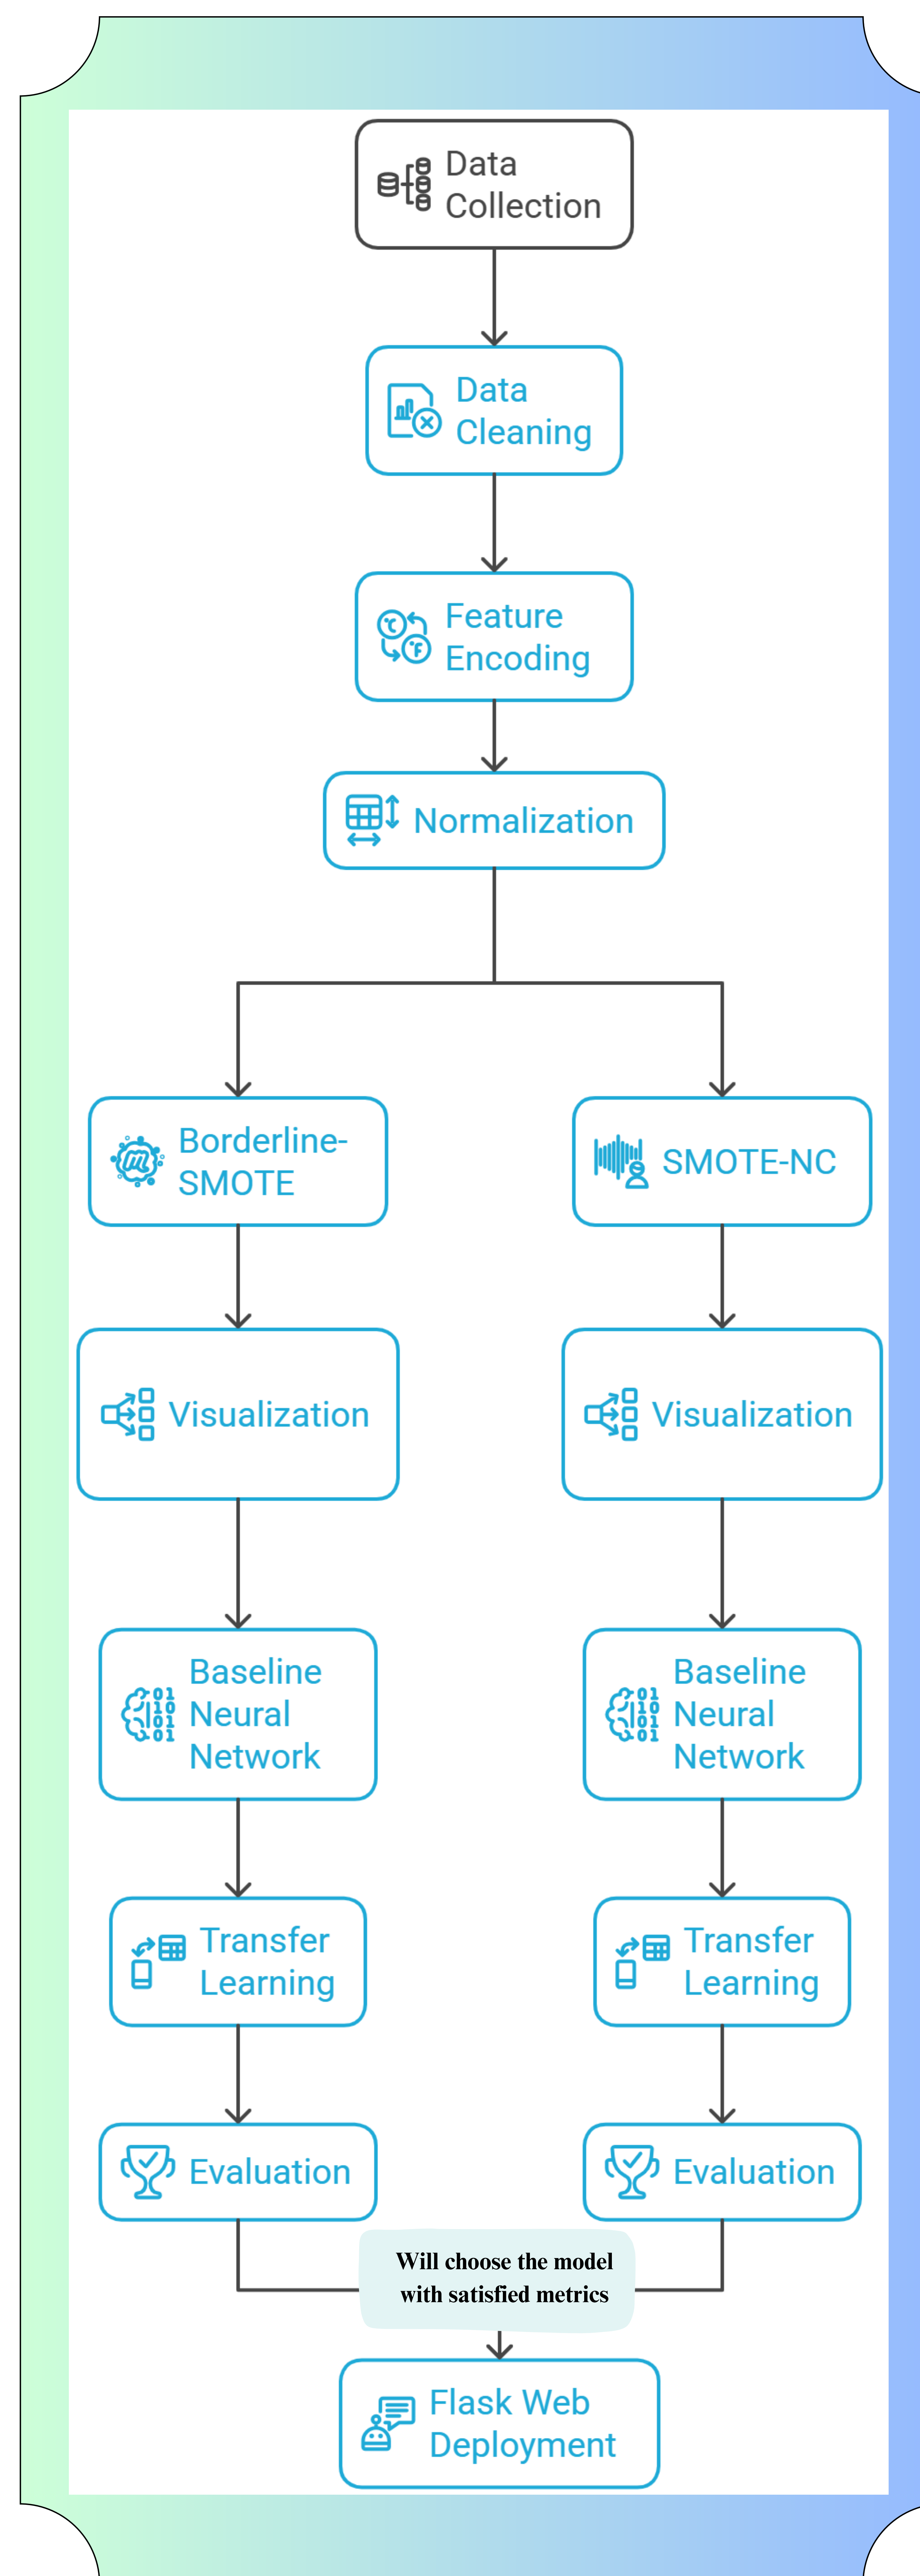 Data
Collection
Data
Cleaning
Feature
Encoding
Normalization
Borderline-
SMOTE
SMOTE-NC
Visualization
Visualization
Baseline
Neural
Network
Baseline
Neural
Network
Transfer
Learning
Transfer
Learning
Evaluation
Evaluation
Will choose the model
with satisfied metrics
Flask Web
Deployment